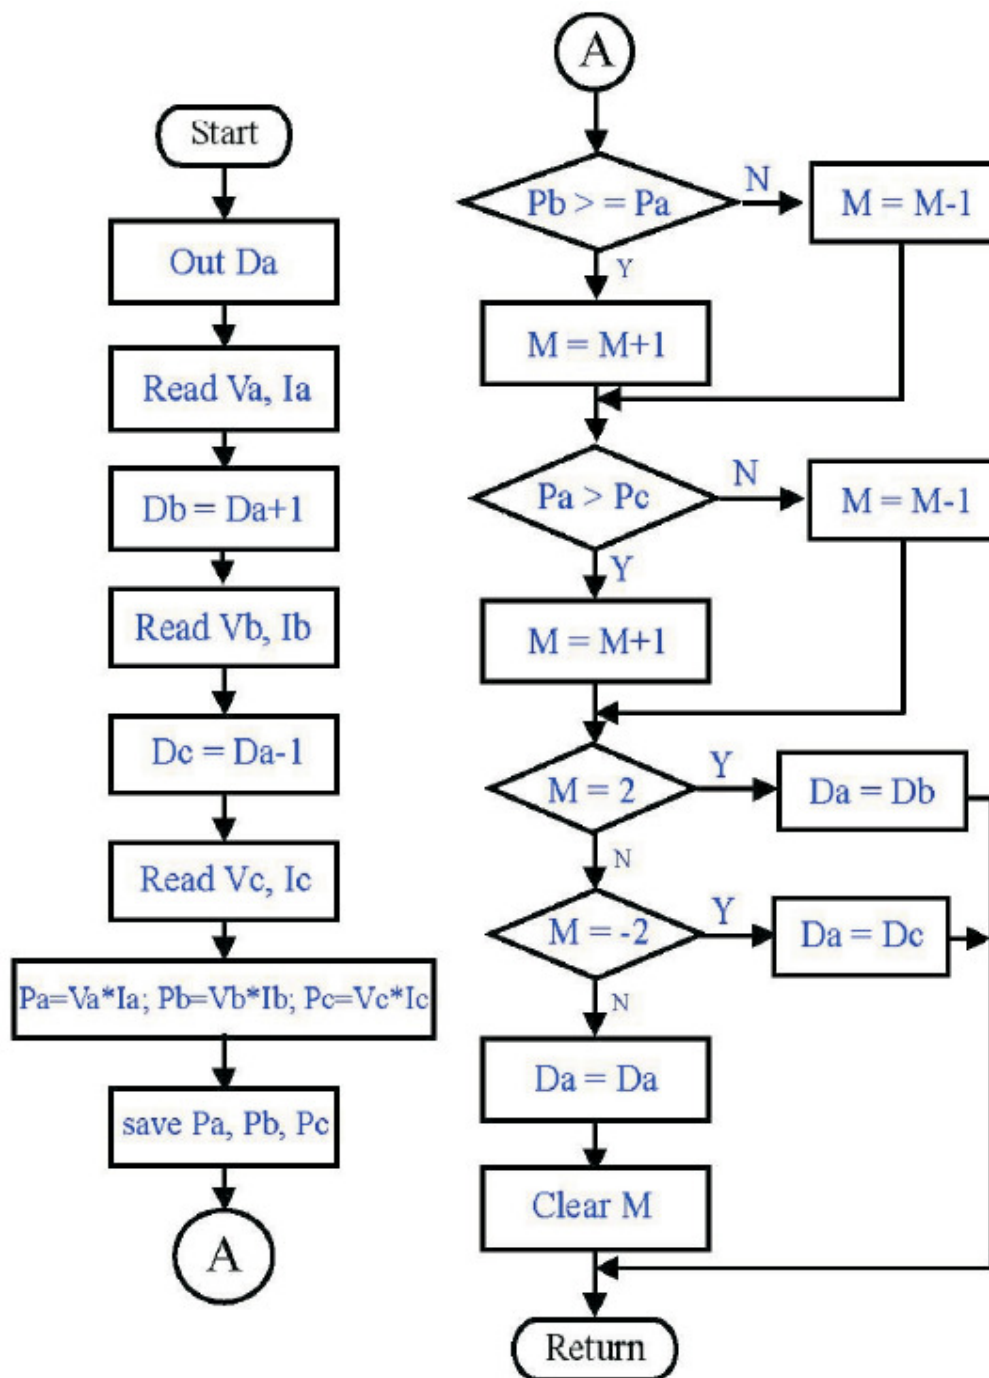 Start
Out Da
Read Va, Ia
Db = Da+1
Read Vb, Ib
Dc = Da-1
Read Vc, Ic
Pa=Va*Ia; Pb=Vb*Ib; Pc=Vc*Ic
save Pa, Pb, Pc
A
A
Pb > = Pa
N
M = M-1
Y
M = M+1
Pa > Pc
N
M = M-1
Y
M = M+1
M = 2
Y
Da = Db
N
M = -2
Y
Da = Dc
N
Da = Da
Clear M
Return